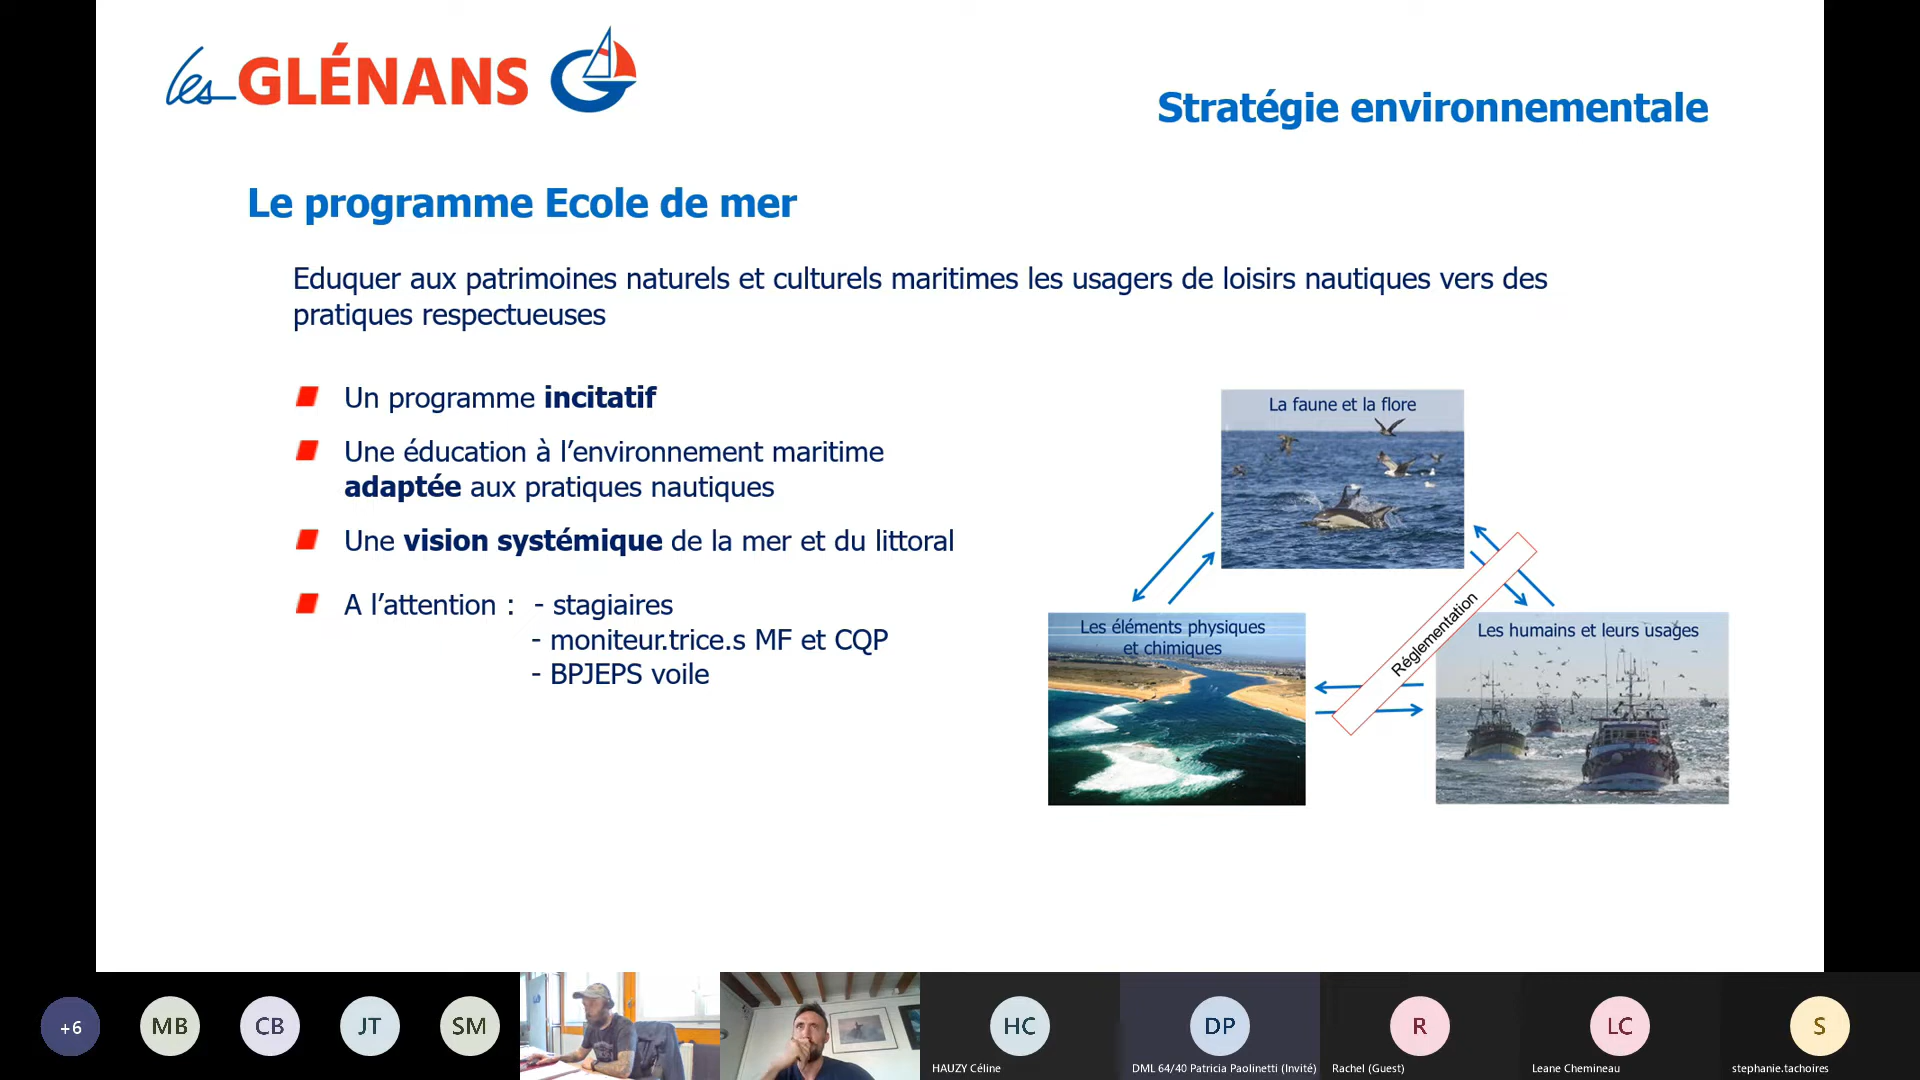 les GLÉNANS
Stratégie environnementale
Le programme Ecole de mer
Eduquer aux patrimoines naturels et culturels maritimes les usagers de loisirs nautiques vers des
pratiques respectueuses
Un programme incitatif
Une éducation à l’environnement maritime
adaptée aux pratiques nautiques
Une vision systémique de la mer et du littoral
A l’attention : - stagiaires
- moniteur.trice.s MF et CQP
- BPJEPS voile
La faune et la flore
Les éléments physiques
et chimiques
Réglementation
Les humains et leurs usages
+6
MB
CB
JT
SM
HC
HAUZY Céline
DP
DML 64/40 Patricia Paolinetti (Invité)
R
Rachel (Guest)
LC
Leane Chemineau
S
stephanie.tachoires